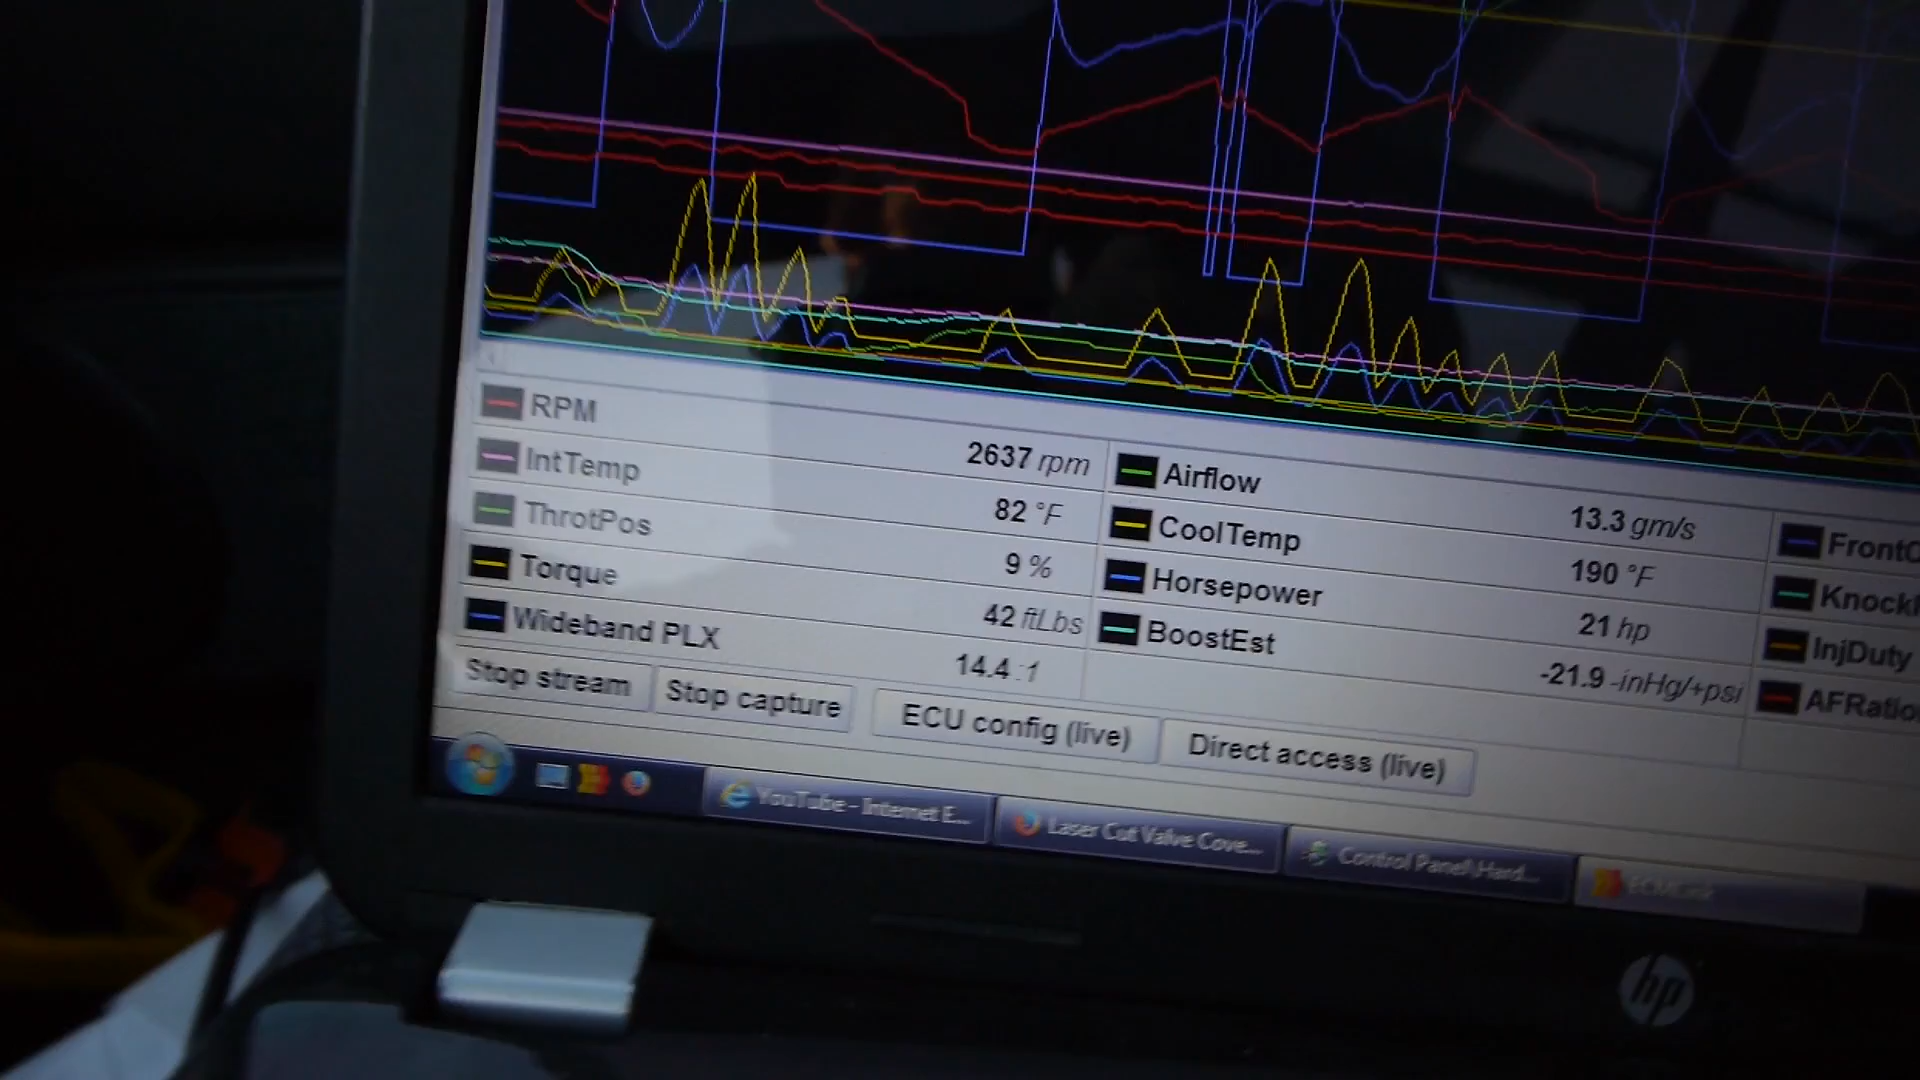 RPM 2637 rpm
IntTemp 82 °F
ThrotPos 9 %
Torque 42 ftLbs
Wideband PLX 14.4 :1
Airflow 13.3 gm/s
CoolTemp 190 °F
Horsepower 21 hp
BoostEst -21.9 -inHg/+psi
InjDuty
AFRatio
Stop stream Stop capture ECU config (live) Direct access (live)
YouTube - Internet E... Laser Cut Valve Cove... Control Panel\Hard... ECMLink
hp